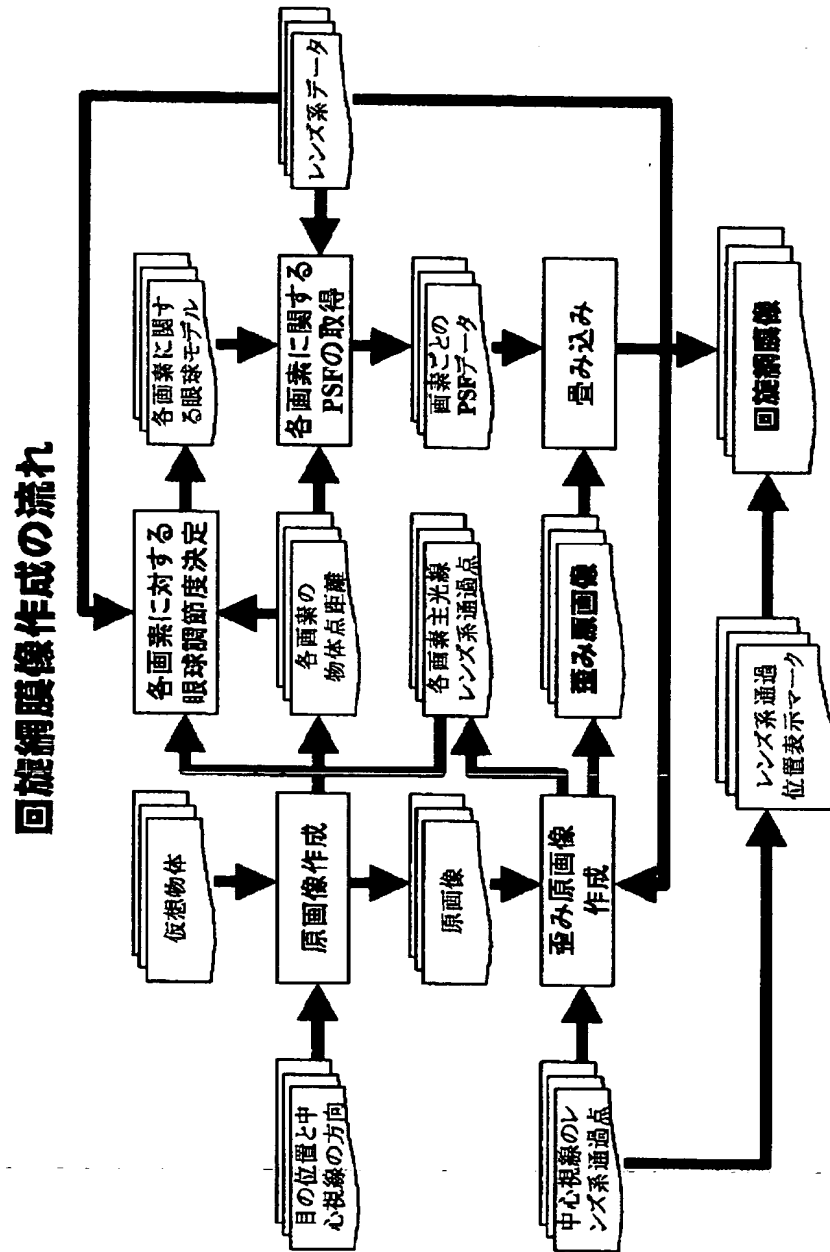 回旋網膜像作成の流れ
仮想物体
各画素に対する
眼球調節度決定
各画素に関す
る眼球モデル
目の位置と中
心視線の方向
原画像作成
各画素の
物体点距離
各画素に関する
PSFの取得
レンズ系データ
原画像
各画素主光線
レンズ系通過点
画素ごとの
PSFデータ
中心視線のレ
ンズ系通過点
歪み原画像
作成
歪み原画像
畳み込み
レンズ系通過
位置表示マーク
回旋網膜像